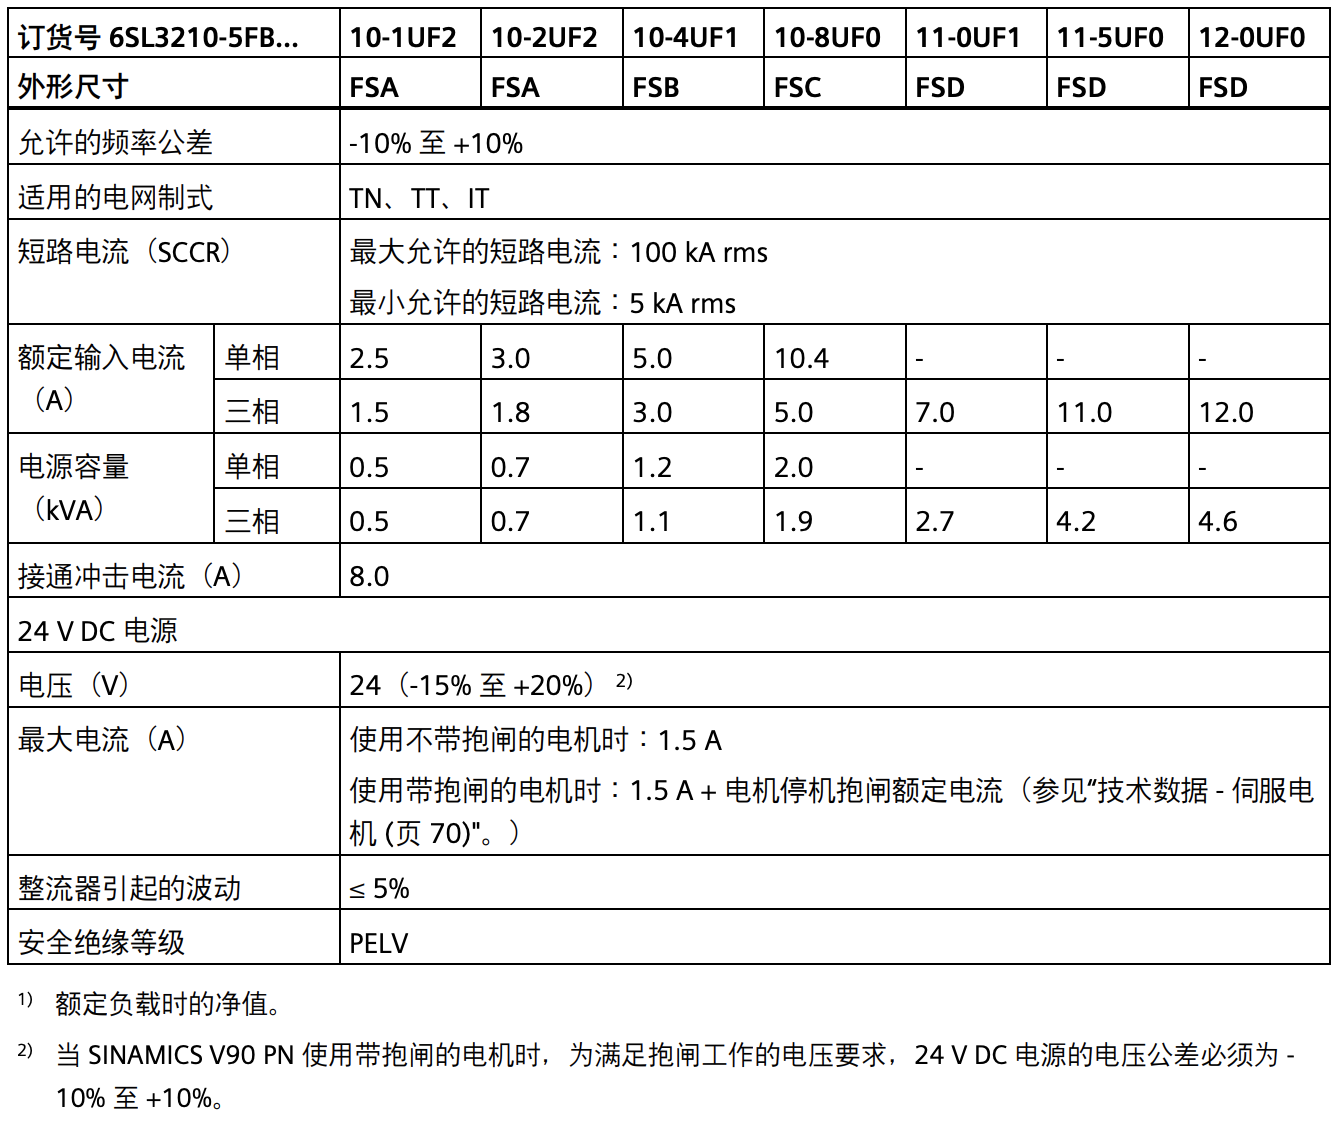 订货号 6SL3210-5FB... 10-1UF2 10-2UF2 10-4UF1 10-8UF0 11-0UF1 11-5UF0 12-0UF0
外形尺寸 FSA FSA FSB FSC FSD FSD FSD
允许的频率公差 -10% 至 +10%
适用的电网制式 TN、TT、IT
短路电流（SCCR） 最大允许的短路电流：100 kA rms
最小允许的短路电流：5 kA rms
额定输入电流 单相 2.5 3.0 5.0 10.4 - - -
（A） 三相 1.5 1.8 3.0 5.0 7.0 11.0 12.0
电源容量 单相 0.5 0.7 1.2 2.0 - - -
（kVA） 三相 0.5 0.7 1.1 1.9 2.7 4.2 4.6
接通冲击电流（A） 8.0
24 V DC 电源
电压（V） 24（-15% 至 +20%）2)
最大电流（A） 使用不带抱闸的电机时：1.5 A
使用带抱闸的电机时：1.5 A + 电机停机抱闸额定电流（参见“技术数据 - 伺服电
机 (页 70)"。）
整流器引起的波动 ≤ 5%
安全绝缘等级 PELV
1) 额定负载时的净值。
2) 当 SINAMICS V90 PN 使用带抱闸的电机时，为满足抱闸工作的电压要求，24 V DC 电源的电压公差必须为 -
10% 至 +10%。